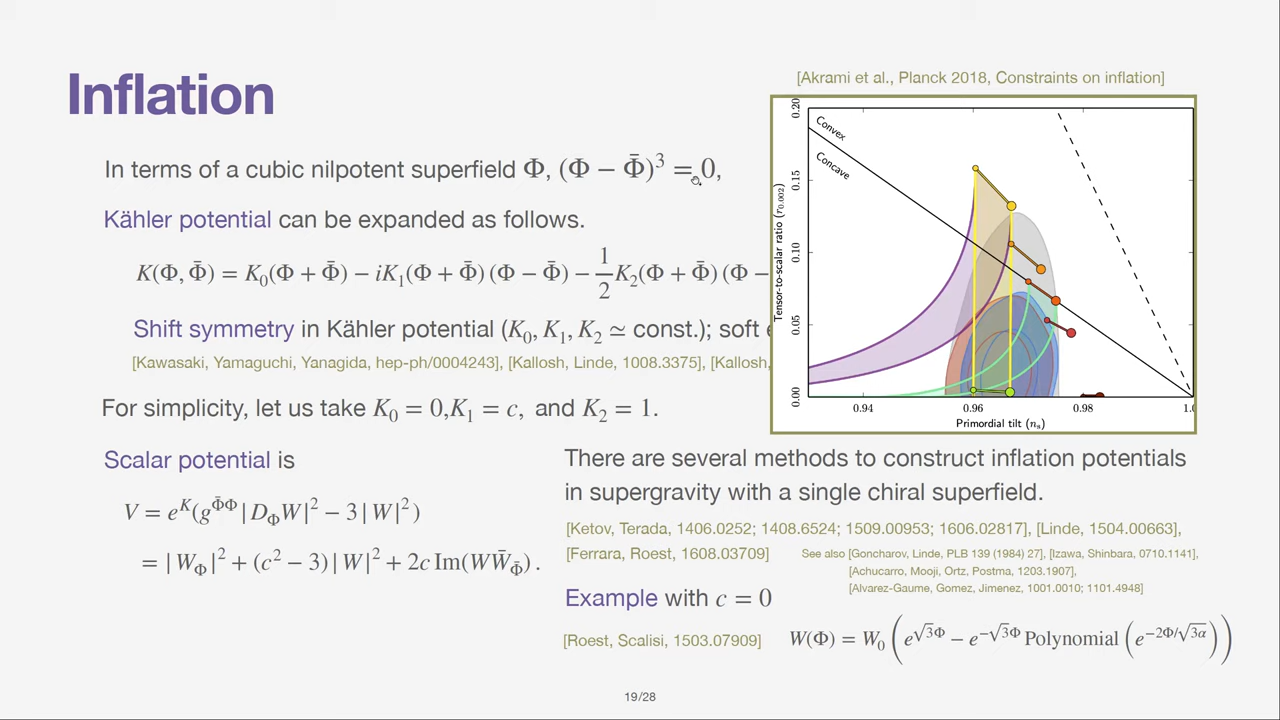 [Akrami et al., Planck 2018, Constraints on inflation]
Inflation
In terms of a cubic nilpotent superfield Φ, (Φ − Φ̄)³ = 0,
Kähler potential can be expanded as follows.
K(Φ, Φ̄) = K₀(Φ + Φ̄) − iK₁(Φ + Φ̄) (Φ − Φ̄) − 1/2 K₂(Φ + Φ̄) (Φ −
Shift symmetry in Kähler potential (K₀, K₁, K₂ ≃ const.); soft
[Kawasaki, Yamaguchi, Yanagida, hep-ph/0004243], [Kallosh, Linde, 1008.3375], [Kallosh,
For simplicity, let us take K₀ = 0, K₁ = c, and K₂ = 1.
Convex
Concave
Tensor-to-scalar ratio (r₀.₀₀₂)
0.20
0.15
0.10
0.05
0.00
0.94
0.96
0.98
1.0
Primordial tilt (nₛ)
Scalar potential is
V = e^K(g^{Φ̄Φ} |D_Φ W|² − 3|W|²)
= |W_Φ|² + (c² − 3)|W|² + 2c Im(W W̄_Φ̄) .
There are several methods to construct inflation potentials
in supergravity with a single chiral superfield.
[Ketov, Terada, 1406.0252; 1408.6524; 1509.00953; 1606.02817], [Linde, 1504.00663],
[Ferrara, Roest, 1608.03709]
See also [Goncharov, Linde, PLB 139 (1984) 27], [Izawa, Shinbara, 0710.1141],
[Achucarro, Mooji, Ortz, Postma, 1203.1907],
[Alvarez-Gaume, Gomez, Jimenez, 1001.0010; 1101.4948]
Example with c = 0
[Roest, Scalisi, 1503.07909]
W(Φ) = W₀ (e^{√3Φ} − e^{−√3Φ} Polynomial (e^{−2Φ/√3α}))
19/28